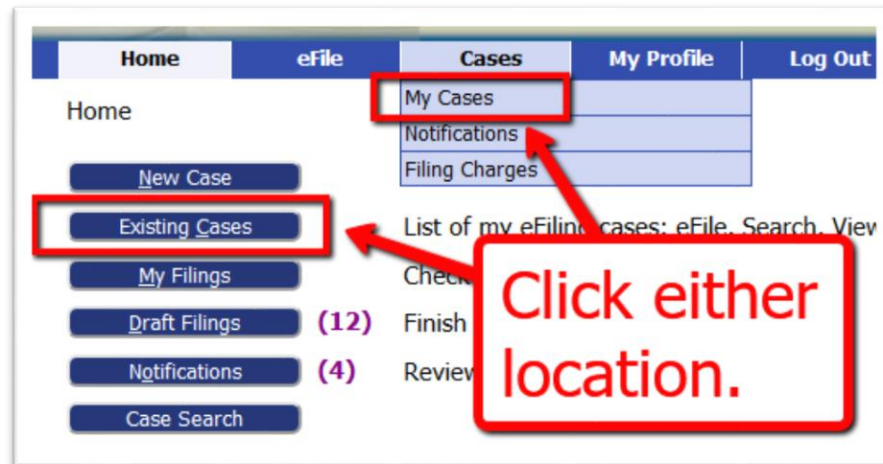 Home eFile Cases My Profile Log Out
Home
My Cases
Notifications
Filing Charges
New Case
Existing Cases List of my eFiling cases: eFile, Search, View
My Filings Check
Draft Filings (12) Finish
Notifications (4) Review
Case Search
Click either
location.